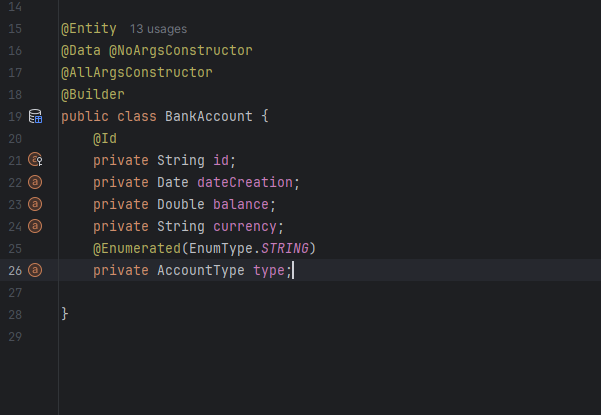 14
15 @Entity 13 usages
16 @Data @NoArgsConstructor
17 @AllArgsConstructor
18 @Builder
19 public class BankAccount {
20 @Id
21 private String id;
22 private Date dateCreation;
23 private Double balance;
24 private String currency;
25 @Enumerated(EnumType.STRING)
26 private AccountType type;
27
28 }
29